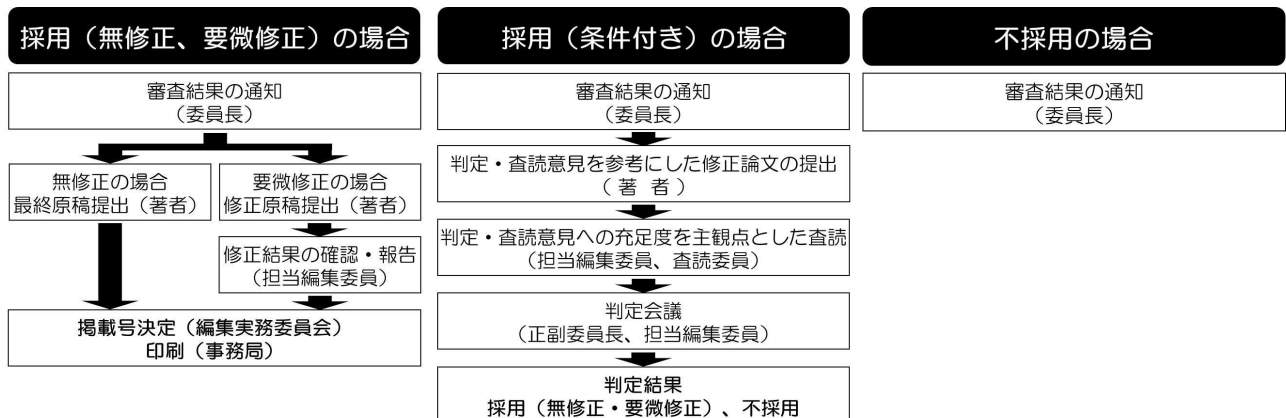 採用（無修正、要微修正）の場合
審査結果の通知
（委員長）
無修正の場合
最終原稿提出（著者）
要微修正の場合
修正原稿提出（著者）
修正結果の確認・報告
（担当編集委員）
掲載号決定（編集実務委員会）
印刷（事務局）
採用（条件付き）の場合
審査結果の通知
（委員長）
判定・査読意見を参考にした修正論文の提出
（ 著 者 ）
判定・査読意見への充足度を主観点とした査読
（担当編集委員、査読委員）
判定会議
（正副委員長、担当編集委員）
判定結果
採用（無修正・要微修正）、不採用
不採用の場合
審査結果の通知
（委員長）